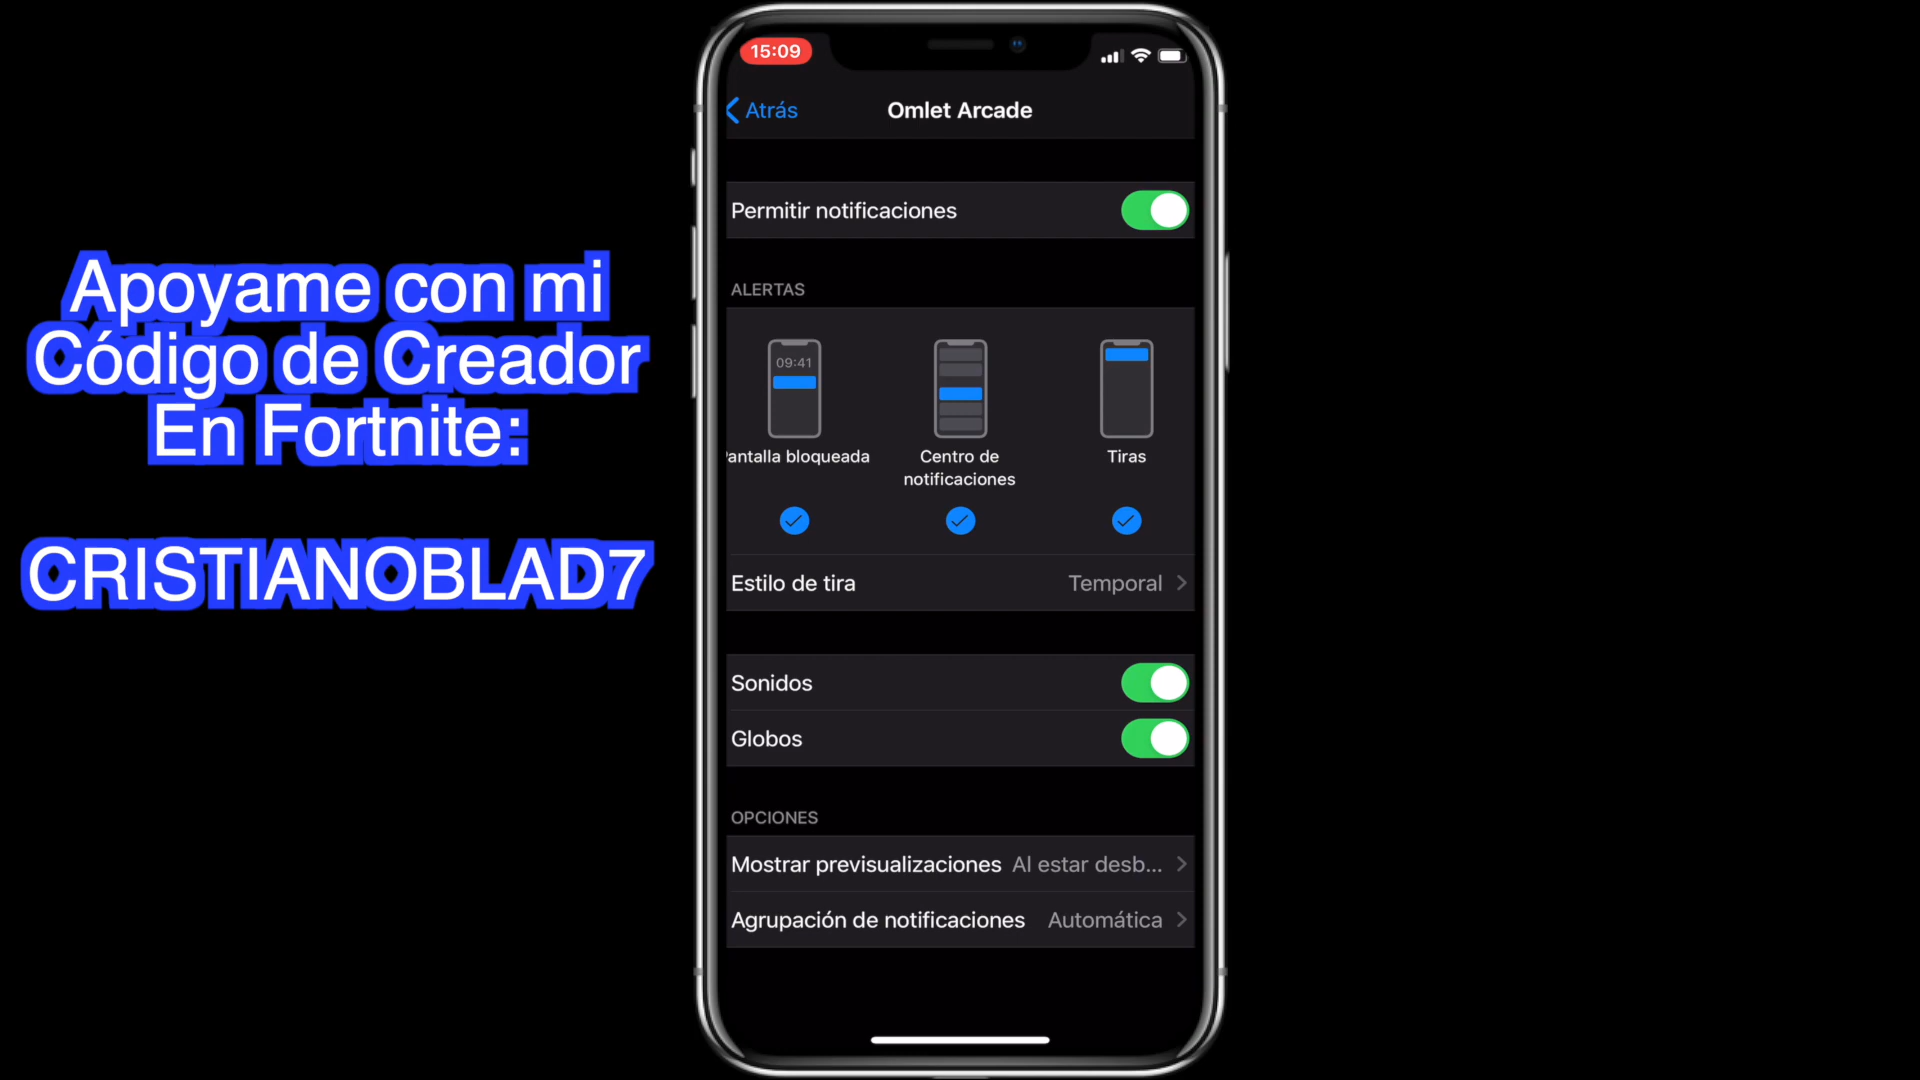 Apoyame con mi
Código de Creador
En Fortnite:
CRISTIANOBLAD7
15:09
Atrás
Omlet Arcade
Permitir notificaciones
ALERTAS
09:41
antalla bloqueada
Centro de
notificaciones
Tiras
Estilo de tira
Temporal
Sonidos
Globos
OPCIONES
Mostrar previsualizaciones
Al estar desb...
Agrupación de notificaciones
Automática